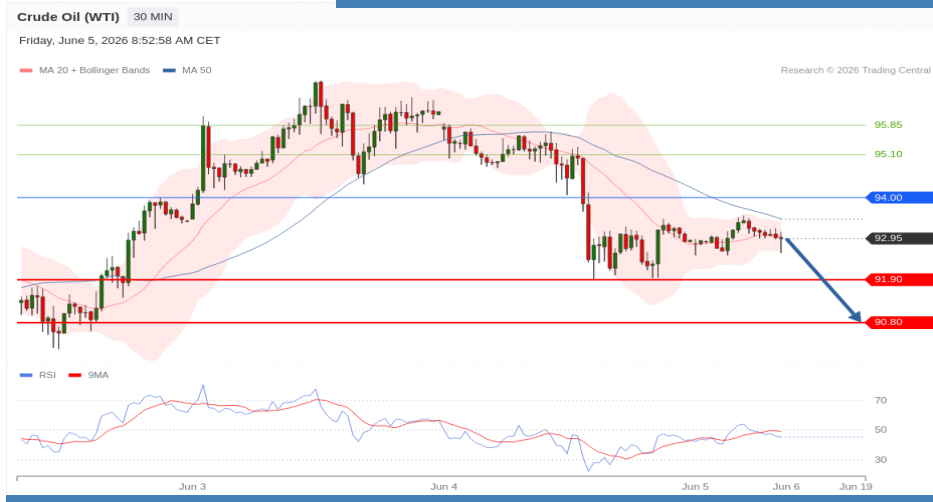 Crude Oil (WTI) 30 MIN
Friday, June 5, 2026 8:52:58 AM CET
MA 20 + Bollinger Bands MA 50
Research © 2026 Trading Central
95.85
95.10
94.00
92.95
91.90
90.80
RSI 9MA
70
50
30
Jun 3 Jun 4 Jun 5 Jun 6 Jun 19